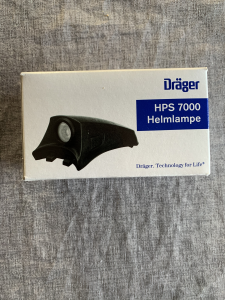 Dräger
HPS 7000
Helmlampe
Dräger. Technology for Life®